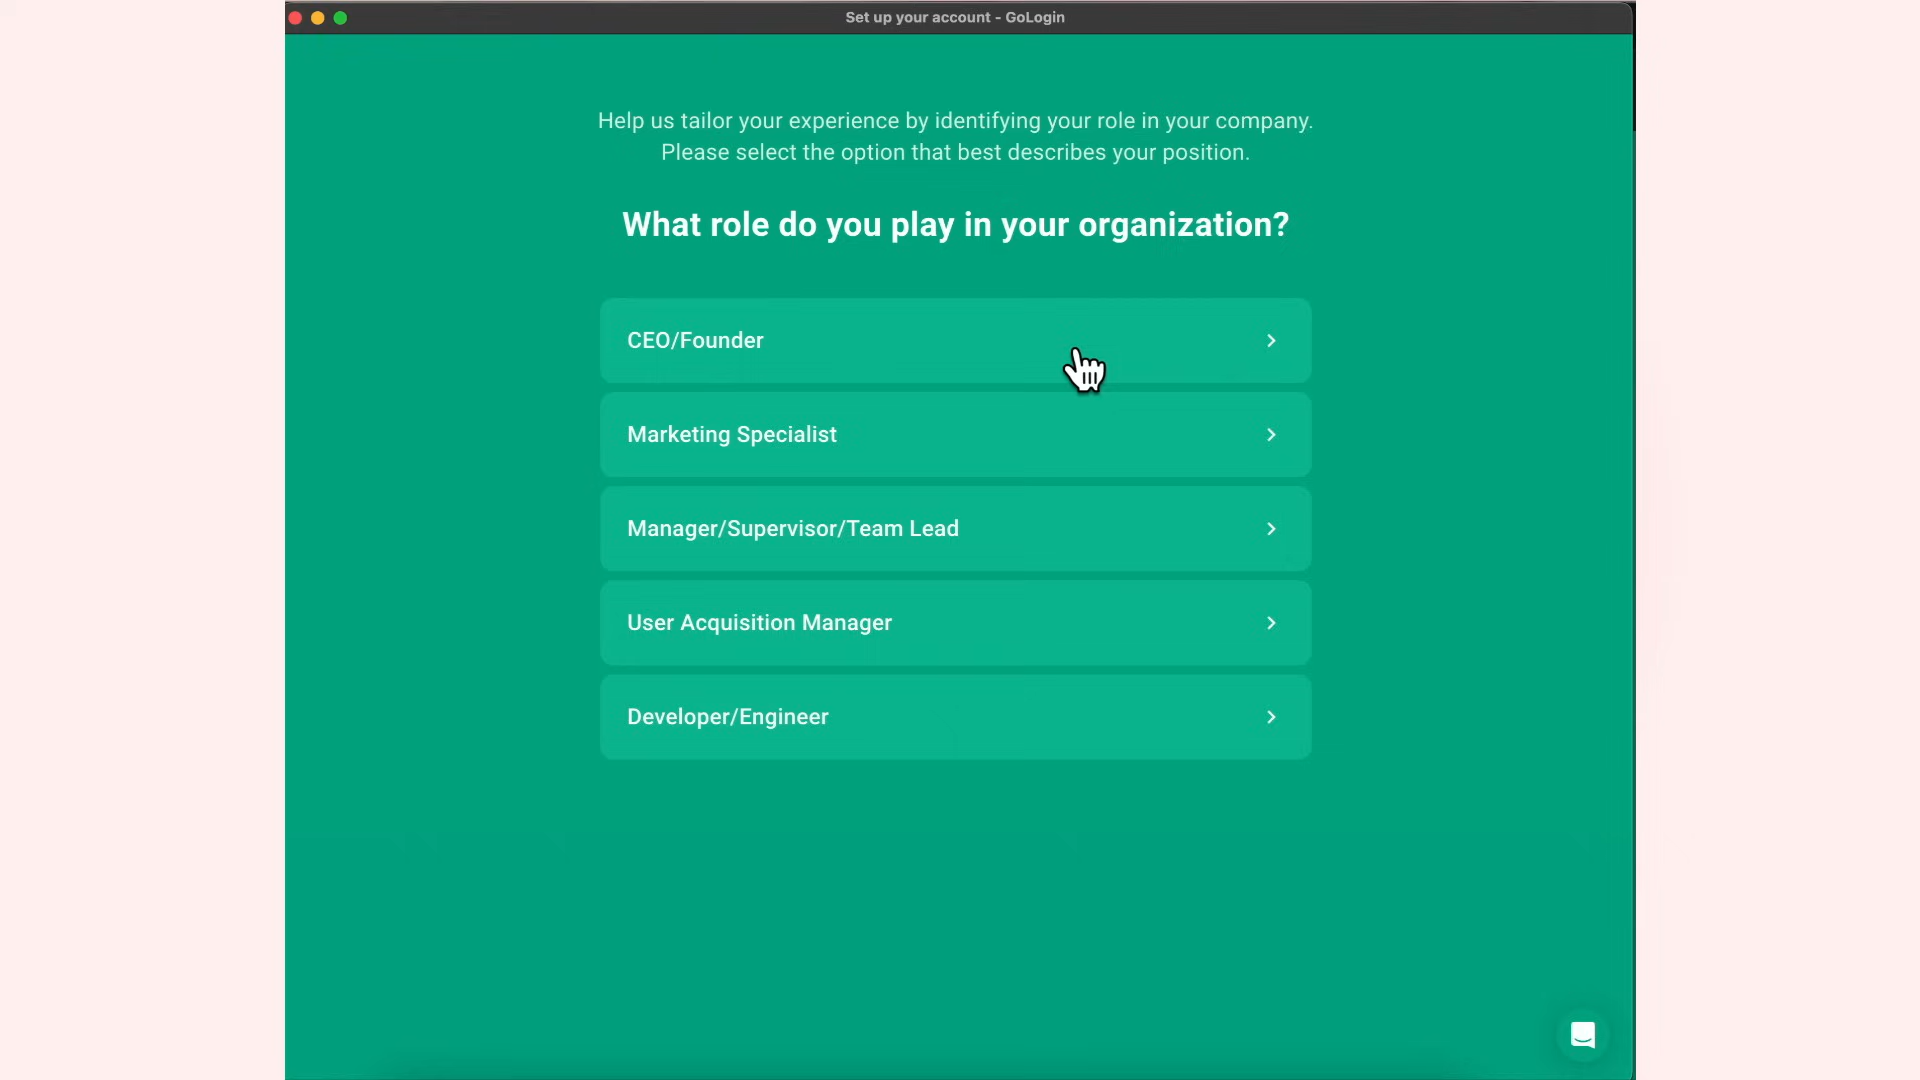 Set up your account - GoLogin
Help us tailor your experience by identifying your role in your company.
Please select the option that best describes your position.
What role do you play in your organization?
CEO/Founder
Marketing Specialist
Manager/Supervisor/Team Lead
User Acquisition Manager
Developer/Engineer